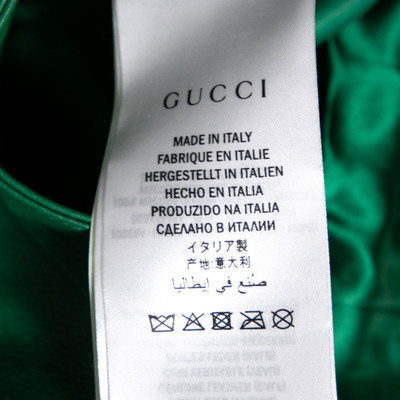 GUCCI
MADE IN ITALY
FABRIQUE EN ITALIE
HERGESTELLT IN ITALIEN
HECHO EN ITALIA
PRODUZIDO NA ITALIA
СДЕЛАНО В ИТАЛИИ
イタリア製
产地:意大利
صُنع في إيطاليا